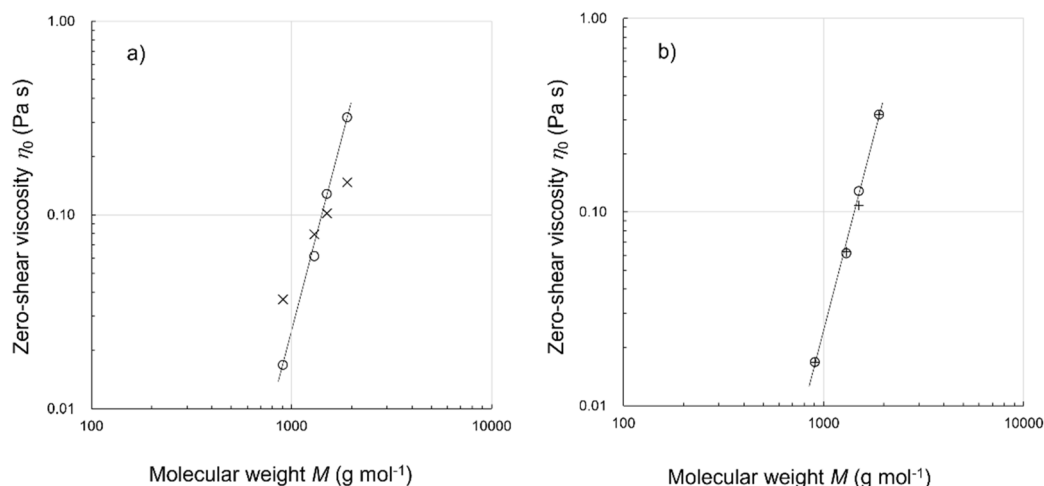 a)
Zero-shear viscosity η₀ (Pa s)
1.00
0.10
0.01
100
1000
10000
Molecular weight M (g mol⁻¹)
b)
Zero-shear viscosity η₀ (Pa s)
1.00
0.10
0.01
100
1000
10000
Molecular weight M (g mol⁻¹)